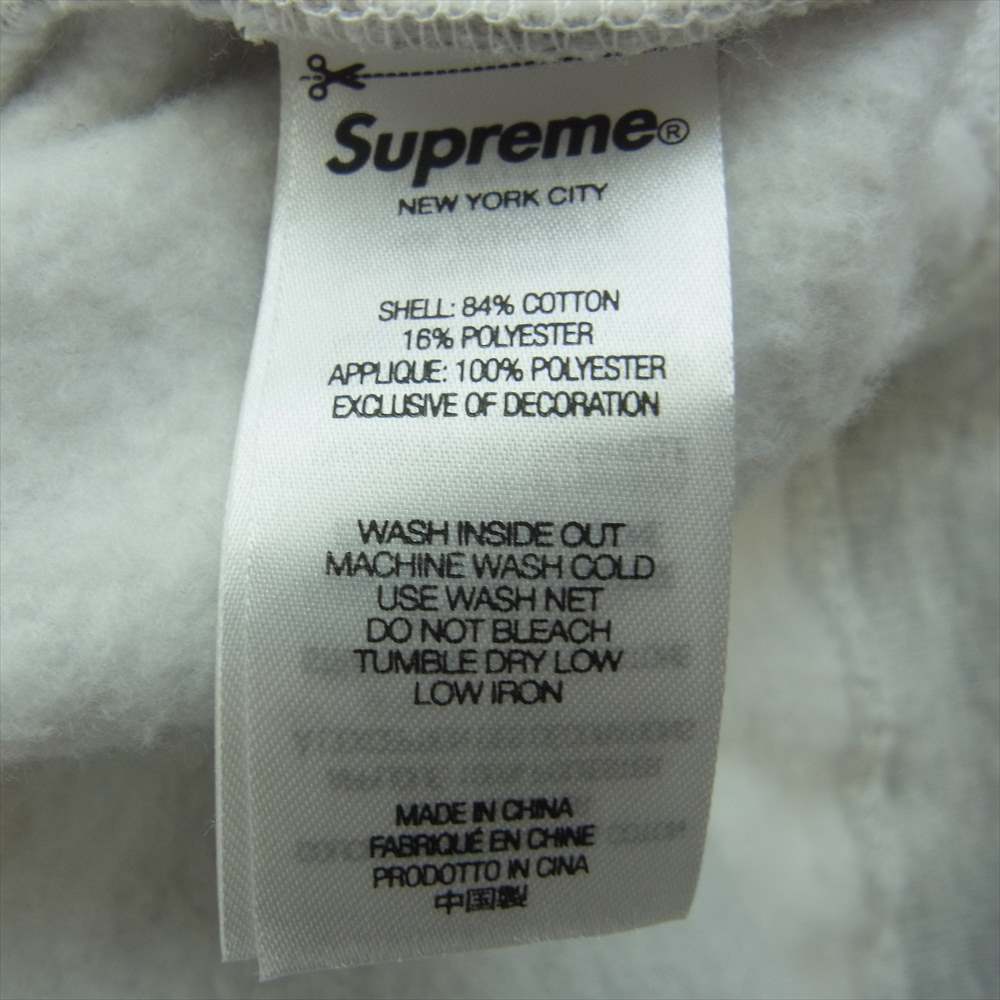 Supreme®
NEW YORK CITY
SHELL: 84% COTTON
16% POLYESTER
APPLIQUE: 100% POLYESTER
EXCLUSIVE OF DECORATION
WASH INSIDE OUT
MACHINE WASH COLD
USE WASH NET
DO NOT BLEACH
TUMBLE DRY LOW
LOW IRON
MADE IN CHINA
FABRIQUÉ EN CHINE
PRODOTTO IN CINA
中国製